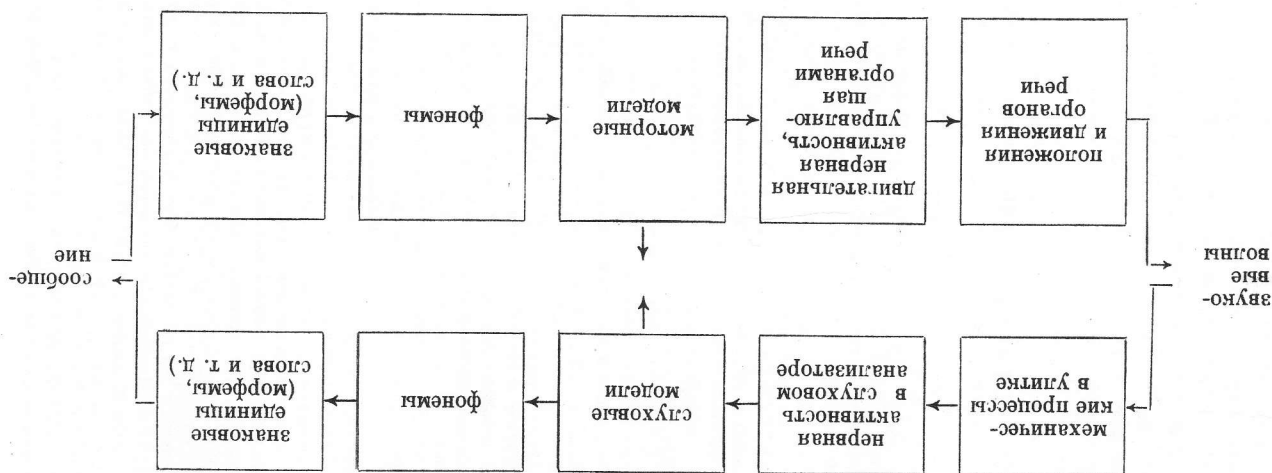 механичес-
кие процессы
в улитке
нервная
активность
в слуховом
анализаторе
слуховые
модели
фонемы
знаковые
единицы
(морфемы,
слова и т. д.)
звуко-
вые
волны
сообще-
ние
положения
и движения
органов
речи
двигательная
нервная
активность,
управляю-
щая
органами
речи
моторные
модели
фонемы
знаковые
единицы
(морфемы,
слова и т. д.)